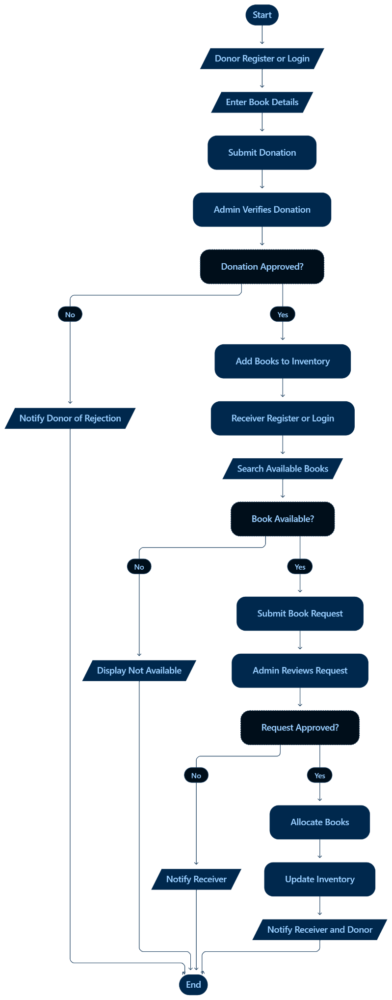 Start
Donor Register or Login
Enter Book Details
Submit Donation
Admin Verifies Donation
Donation Approved?
No
Yes
Add Books to Inventory
Notify Donor of Rejection
Receiver Register or Login
Search Available Books
Book Available?
No
Yes
Submit Book Request
Display Not Available
Admin Reviews Request
Request Approved?
No
Yes
Allocate Books
Notify Receiver
Update Inventory
Notify Receiver and Donor
End